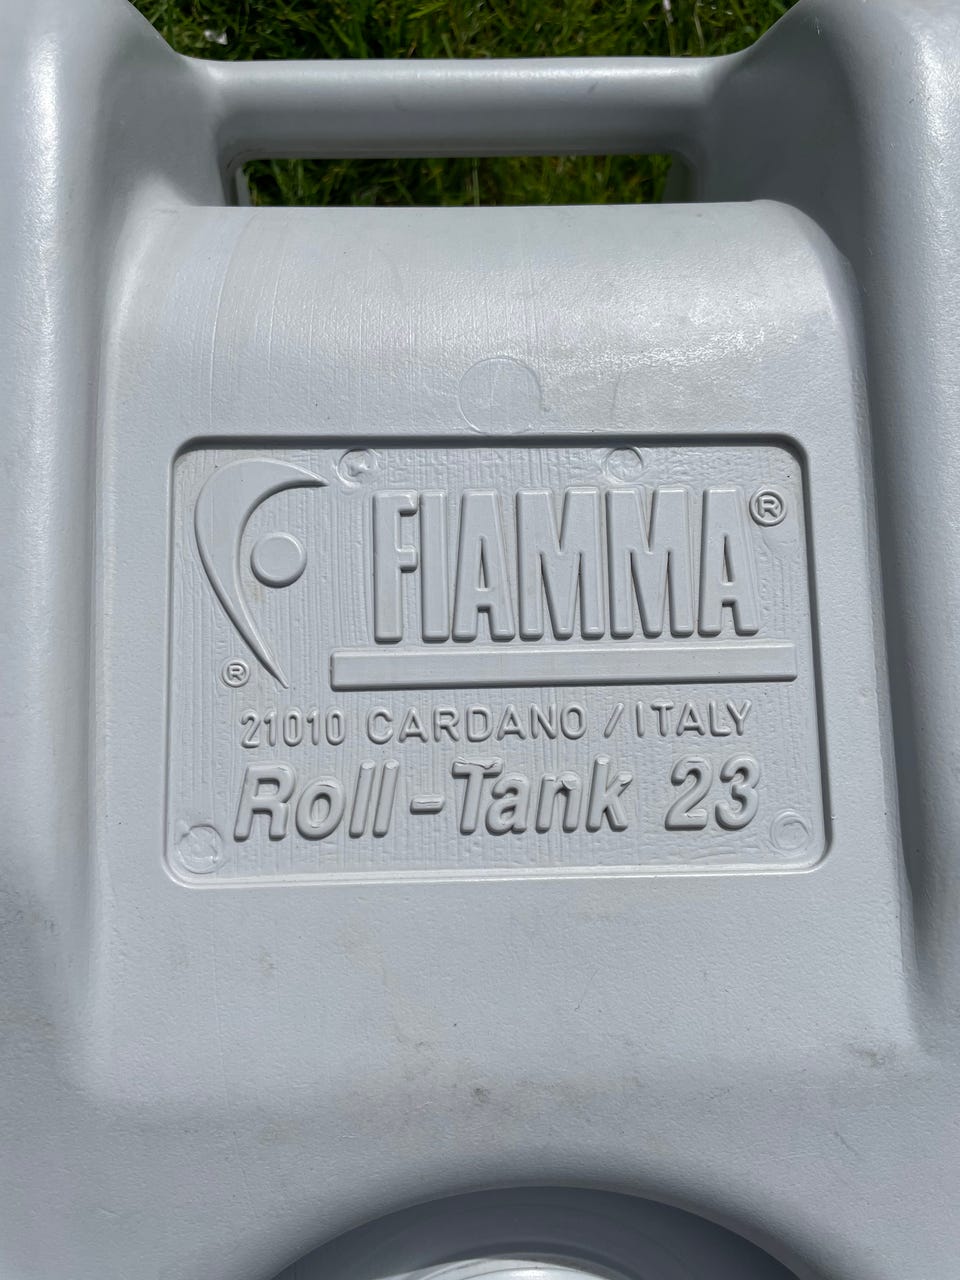 FIAMMA®
®
21010 CARDANO / ITALY
Roll-Tank 23